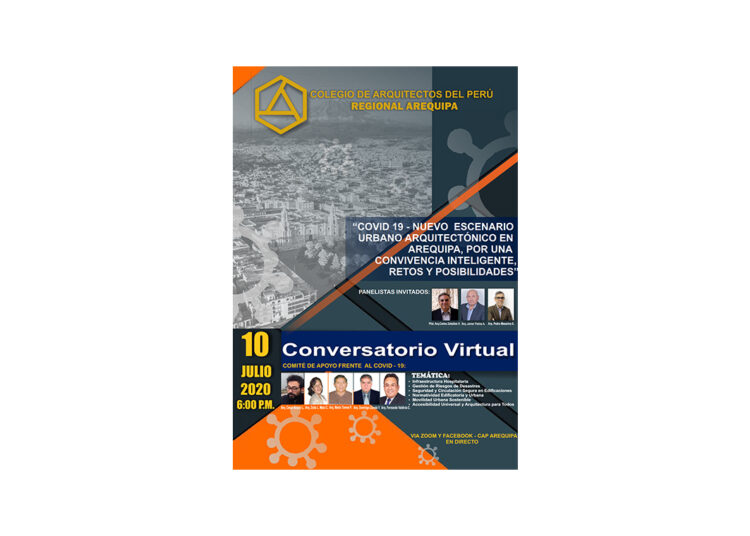 COLEGIO DE ARQUITECTOS DEL PERÚ
REGIONAL AREQUIPA
“COVID 19 - NUEVO ESCENARIO
URBANO ARQUITECTÓNICO EN
AREQUIPA, POR UNA
CONVIVENCIA INTELIGENTE,
RETOS Y POSIBILIDADES”
PANELISTAS INVITADOS:
10
JULIO
2020
6:00 P.M.
Conversatorio Virtual
COMITÉ DE APOYO FRENTE AL COVID - 19:
TEMÁTICA:
• Infraestructura Hospitalaria
• Gestión de Riesgos de Desastres
• Seguridad y Circulación Segura en Edificaciones
• Normatividad Edificatoria y Urbana
• Movilidad Urbana Sostenible
• Accesibilidad Universal y Arquitectura para Todos
VIA ZOOM Y FACEBOOK - CAP AREQUIPA
EN DIRECTO